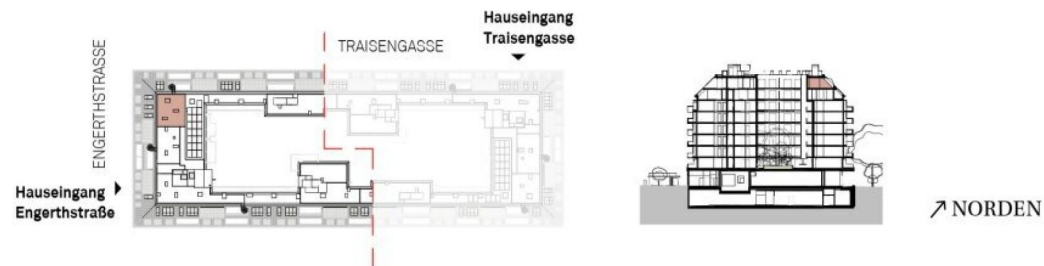 Hauseingang
Traisengasse
TRAISENGASSE
ENGERTHSTRASSE
Hauseingang
Engerthstraße
NORDEN